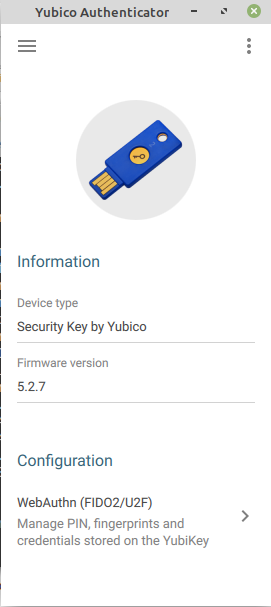 Yubico Authenticator
Information
Device type
Security Key by Yubico
Firmware version
5.2.7
Configuration
WebAuthn (FIDO2/U2F)
Manage PIN, fingerprints and
credentials stored on the YubiKey